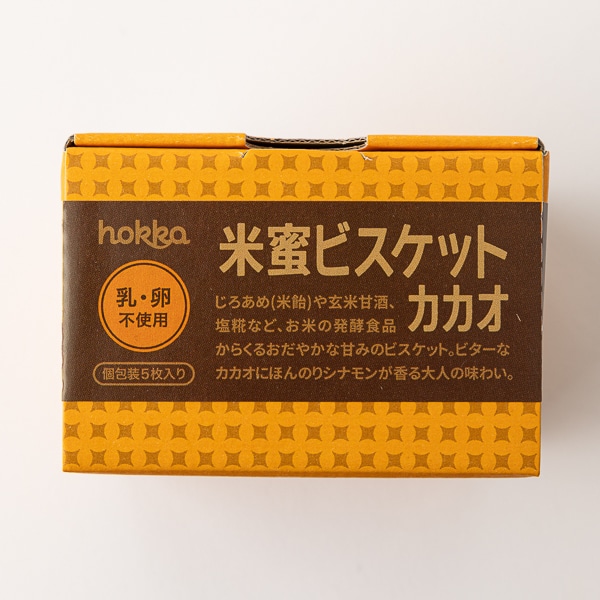 hokka
米蜜ビスケット
カカオ
乳・卵
不使用
個包装5枚入り
じろあめ(米飴)や玄米甘酒、
塩糀など、お米の発酵食品
からくるおだやかな甘みのビスケット。ビターな
カカオにほんのりシナモンが香る大人の味わい。